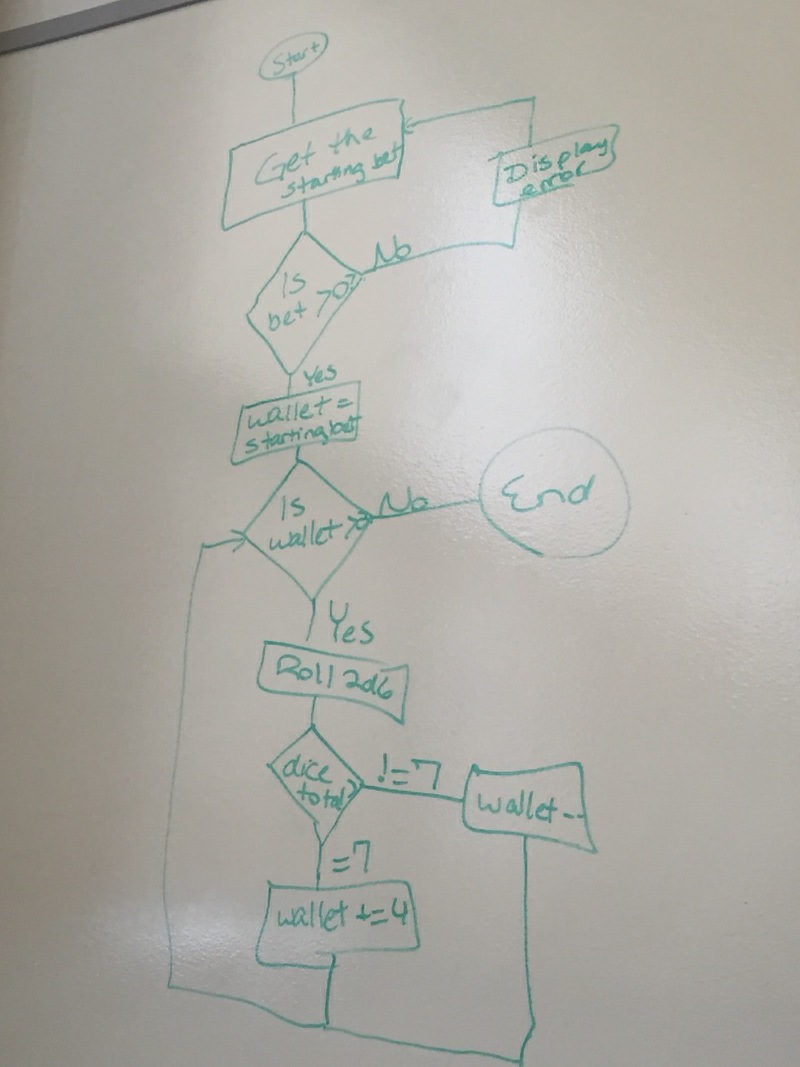 Start
Get the
starting bet
Display
error
No
Is
bet >0?
Yes
wallet =
starting bet
Is
wallet >0?
No
End
Yes
Roll 2d6
dice
total?
!=7
wallet--
=7
wallet +=4